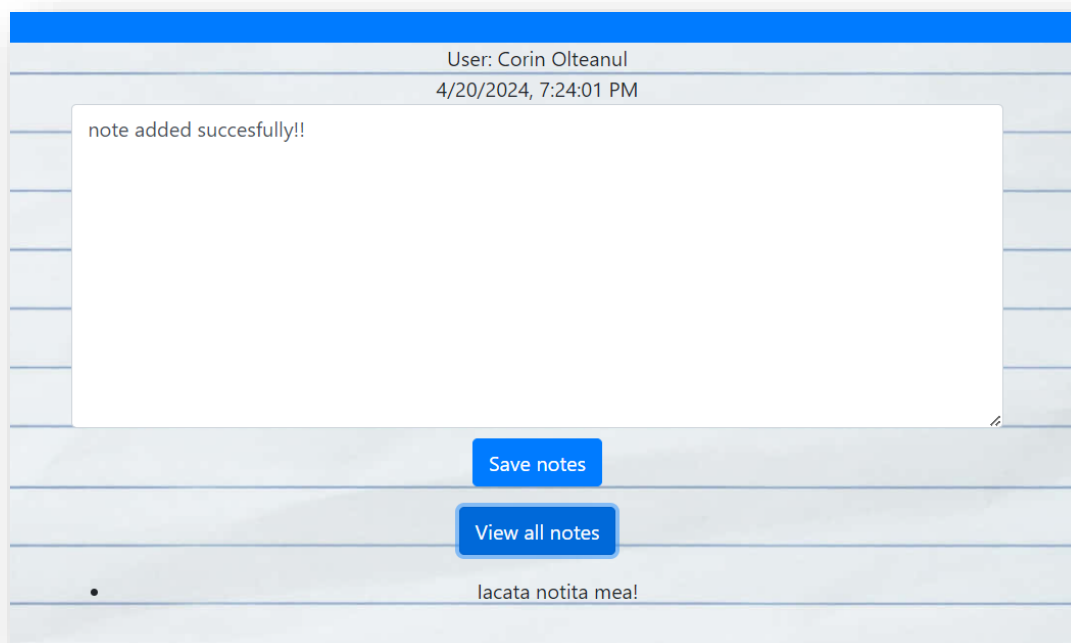 User: Corin Olteanul
4/20/2024, 7:24:01 PM
note added succesfully!!
Save notes
View all notes
Iacata notita mea!